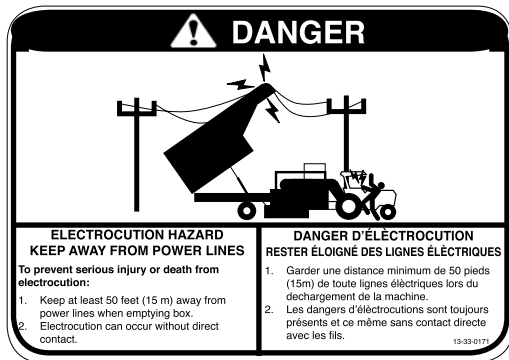 DANGER
ELECTROCUTION HAZARD
KEEP AWAY FROM POWER LINES
To prevent serious injury or death from
electrocution:
1. Keep at least 50 feet (15 m) away from
power lines when emptying box.
2. Electrocution can occur without direct
contact.
DANGER D'ÉLÈCTROCUTION
RESTER ÉLOIGNÉ DES LIGNES ÉLÈCTRIQUES
1. Garder une distance minimum de 50 pieds
(15m) de toute lignes élèctriques lors du
dechargement de la machine.
2. Les dangers d'élèctrocutions sont toujours
présents et ce même sans contact directe
avec les fils.
13-33-0171